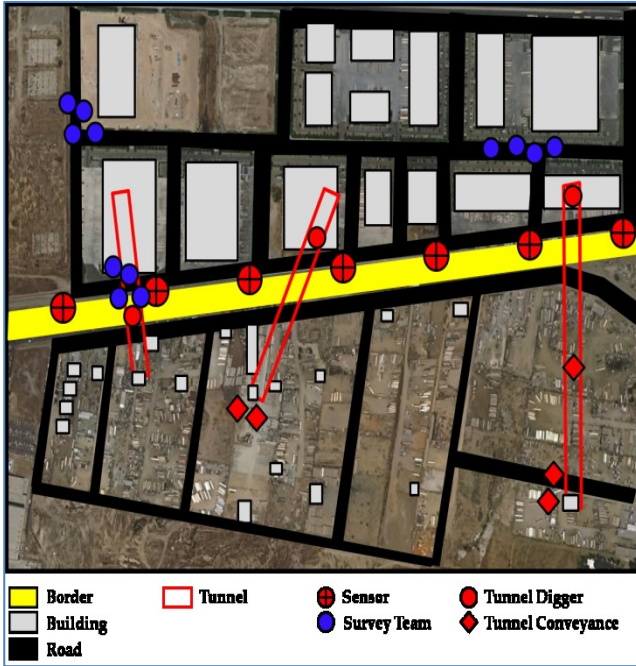 Border
Tunnel
Sensor
Tunnel Digger
Building
Survey Team
Tunnel Conveyance
Road